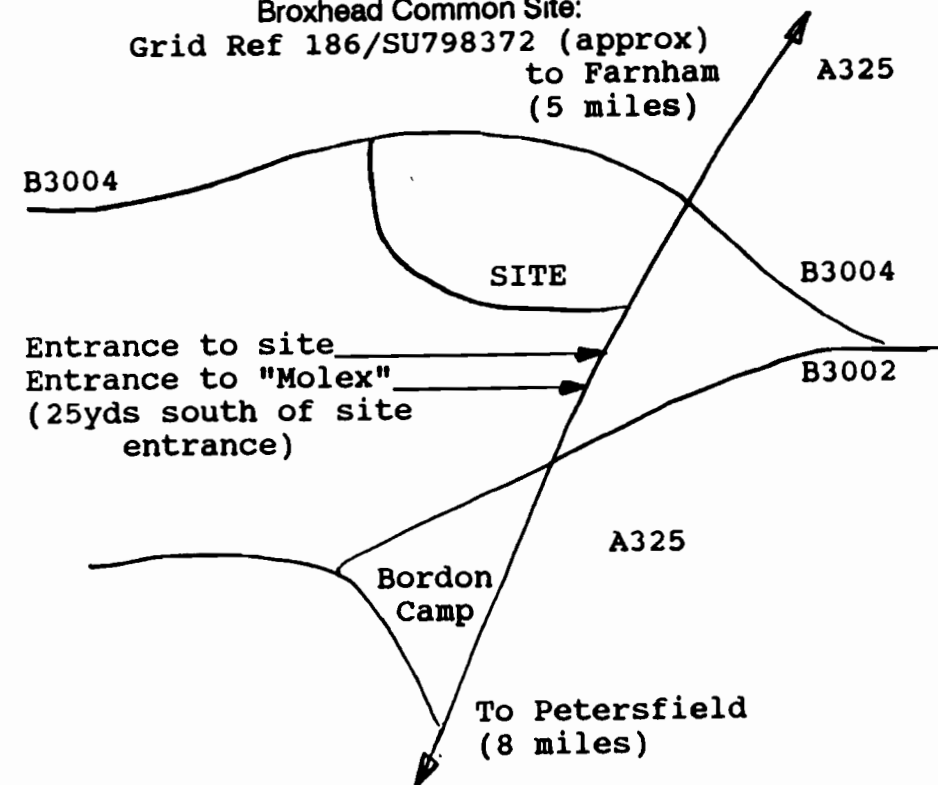 Broxhead Common Site:
Grid Ref 186/SU798372 (approx)
to Farnham
(5 miles)
A325
B3004
SITE
B3004
Entrance to site
Entrance to "Molex"
(25yds south of site
entrance)
B3002
A325
Bordon
Camp
To Petersfield
(8 miles)